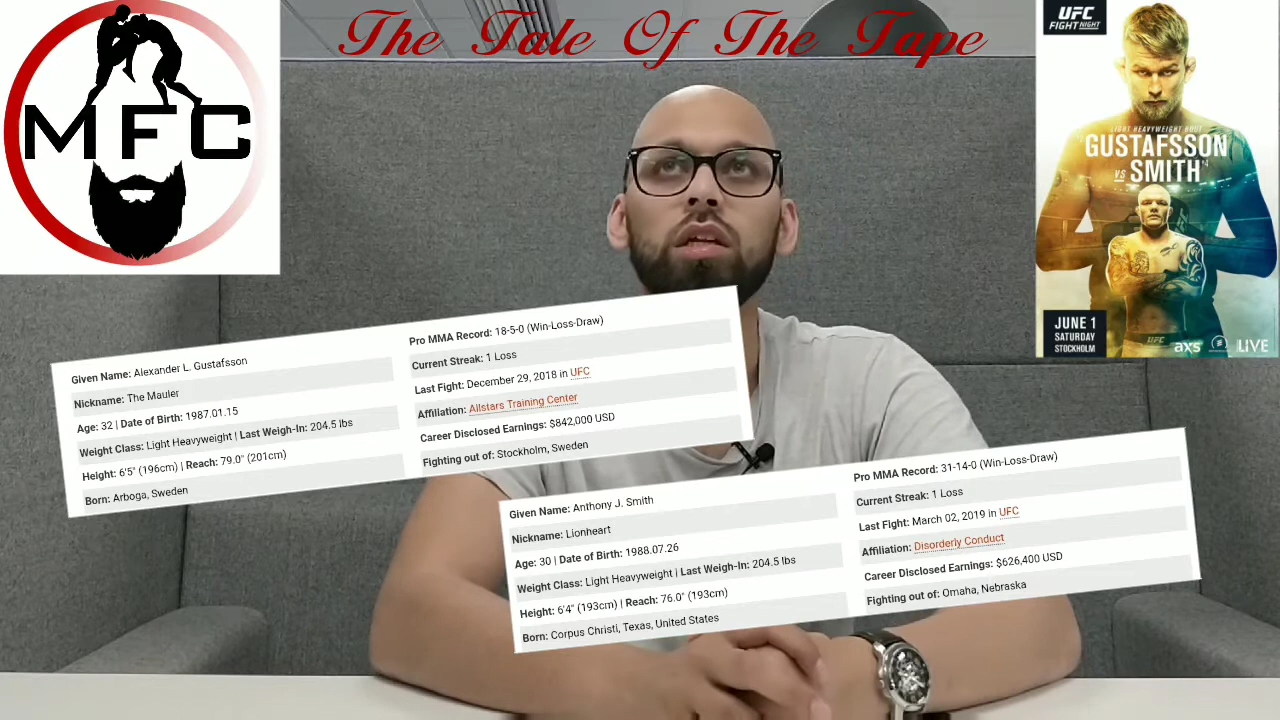 The Tale Of The Tape
MFC
UFC
FIGHT NIGHT
LIGHT HEAVYWEIGHT BOUT
GUSTAFSSON
VS SMITH
JUNE 1
SATURDAY
STOCKHOLM
UFC
axs
LIVE
Given Name: Alexander L. Gustafsson
Nickname: The Mauler
Age: 32 | Date of Birth: 1987.01.15
Weight Class: Light Heavyweight | Last Weigh-In: 204.5 lbs
Height: 6'5" (196cm) | Reach: 79.0" (201cm)
Born: Arboga, Sweden
Pro MMA Record: 18-5-0 (Win-Loss-Draw)
Current Streak: 1 Loss
Last Fight: December 29, 2018 in UFC
Affiliation: Allstars Training Center
Career Disclosed Earnings: $842,000 USD
Fighting out of: Stockholm, Sweden
Given Name: Anthony J. Smith
Nickname: Lionheart
Age: 30 | Date of Birth: 1988.07.26
Weight Class: Light Heavyweight | Last Weigh-In: 204.5 lbs
Height: 6'4" (193cm) | Reach: 76.0" (193cm)
Born: Corpus Christi, Texas, United States
Pro MMA Record: 31-14-0 (Win-Loss-Draw)
Current Streak: 1 Loss
Last Fight: March 02, 2019 in UFC
Affiliation: Disorderly Conduct
Career Disclosed Earnings: $626,400 USD
Fighting out of: Omaha, Nebraska